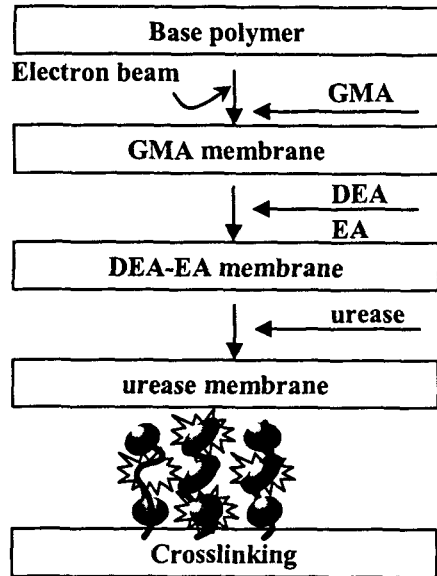 Base polymer
Electron beam
GMA
GMA membrane
DEA
EA
DEA-EA membrane
urease
urease membrane
Crosslinking